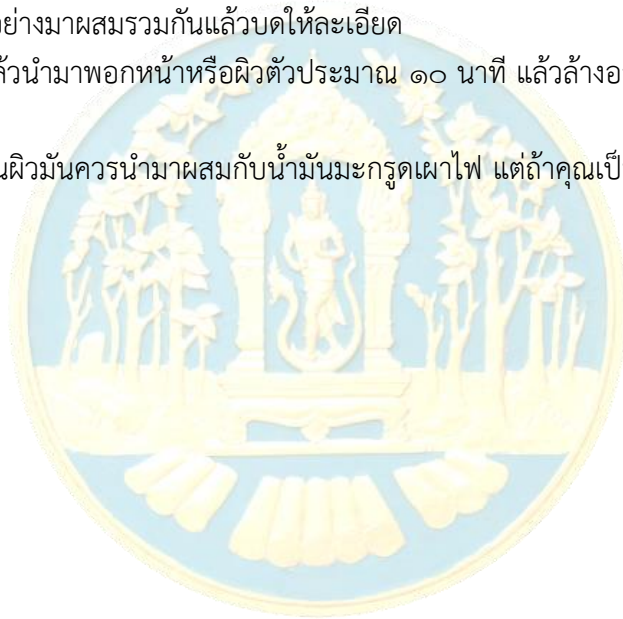 ย่างมาผสมรวมกันแล้วบดให้ละเอียด
ล้วนำมาพอกหน้าหรือผิวตัวประมาณ ๑๐ นาที แล้วล้างอ
นผิวมันควรนำมาผสมกับน้ำมันมะกรูดเผาไฟ แต่ถ้าคุณเป็